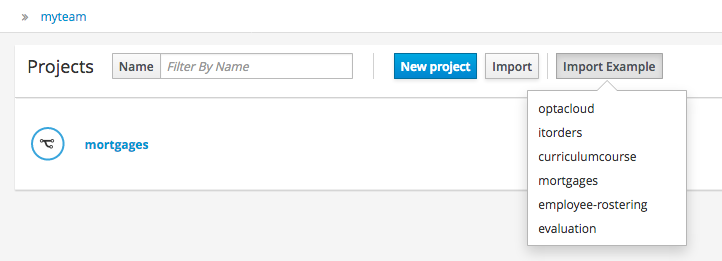 » myteam
Projects Name Filter By Name New project Import Import Example
optacloud
itorders
curriculumcourse
mortgages
employee-rostering
evaluation
mortgages